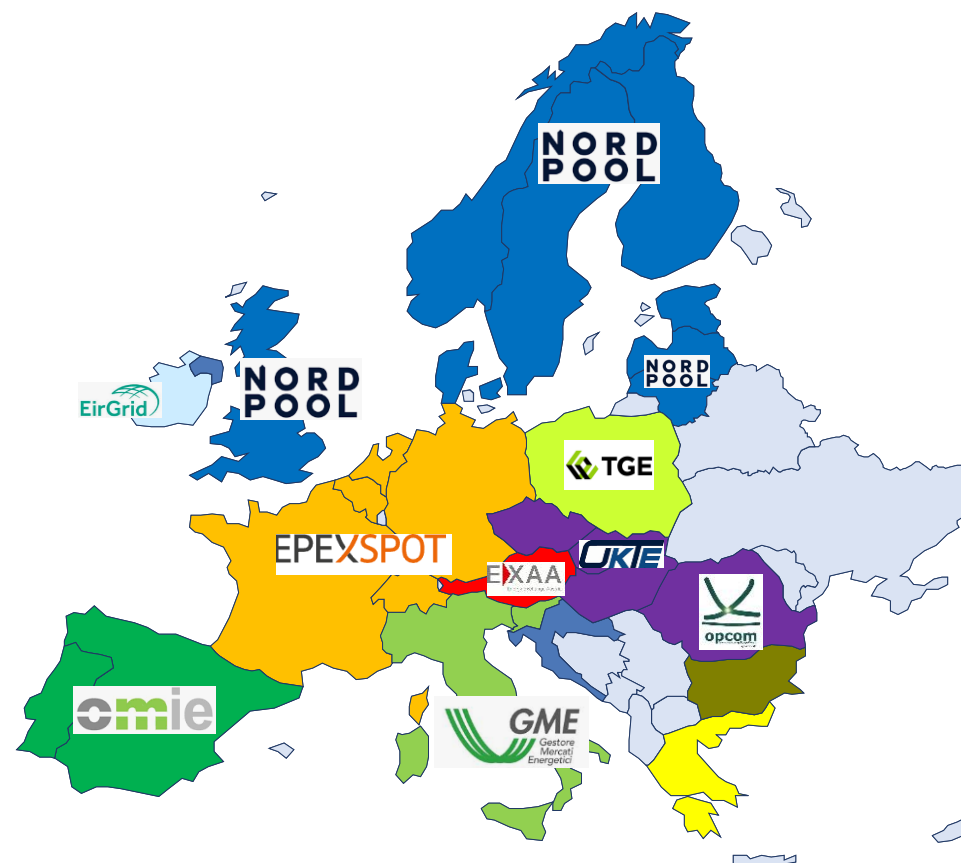 NORD
POOL
NORD
POOL
EirGrid
NORD
POOL
TGE
EPEXSPOT
OKTE
EXAA
opcom
omie
GME
Gestore
Mercati
Energetici